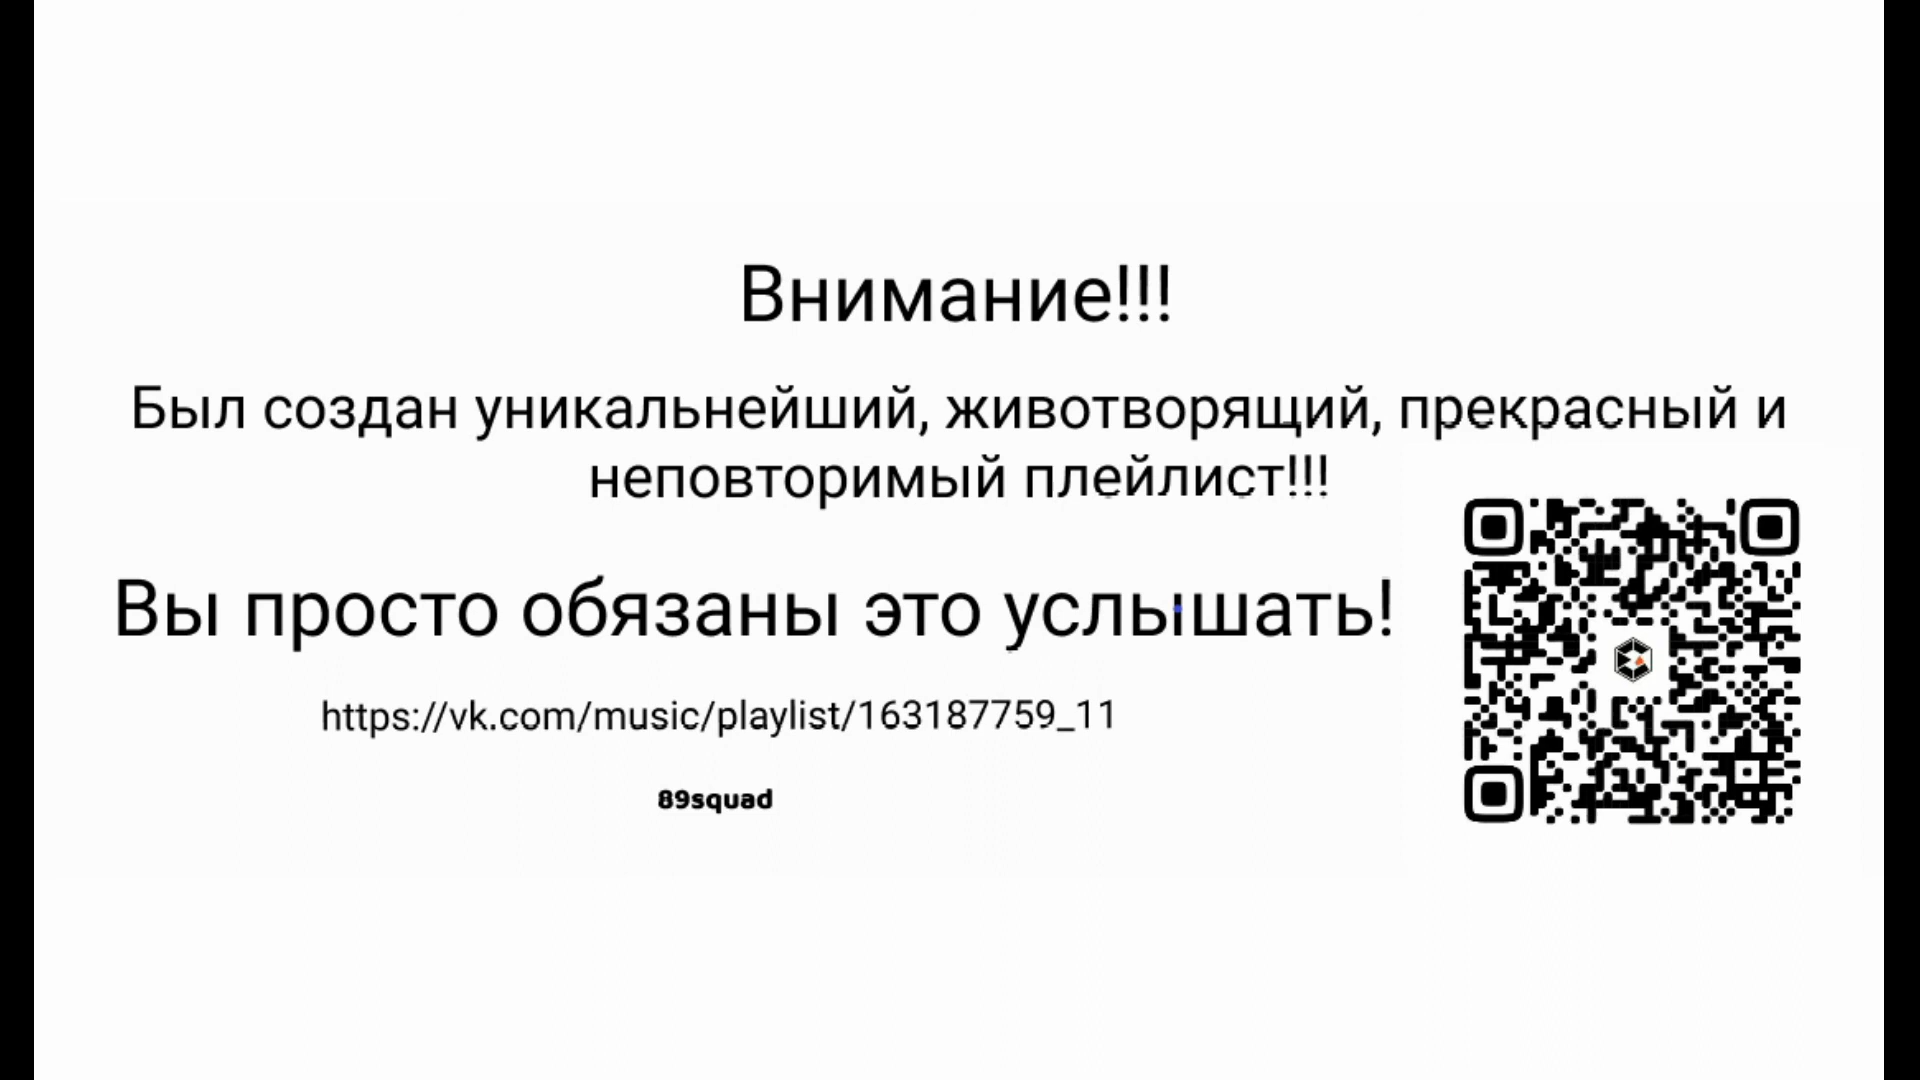 Внимание!!!
Был создан уникальнейший, животворящий, прекрасный и
неповторимый плейлист!!!
Вы просто обязаны это услышать!
https://vk.com/music/playlist/163187759_11
89squad